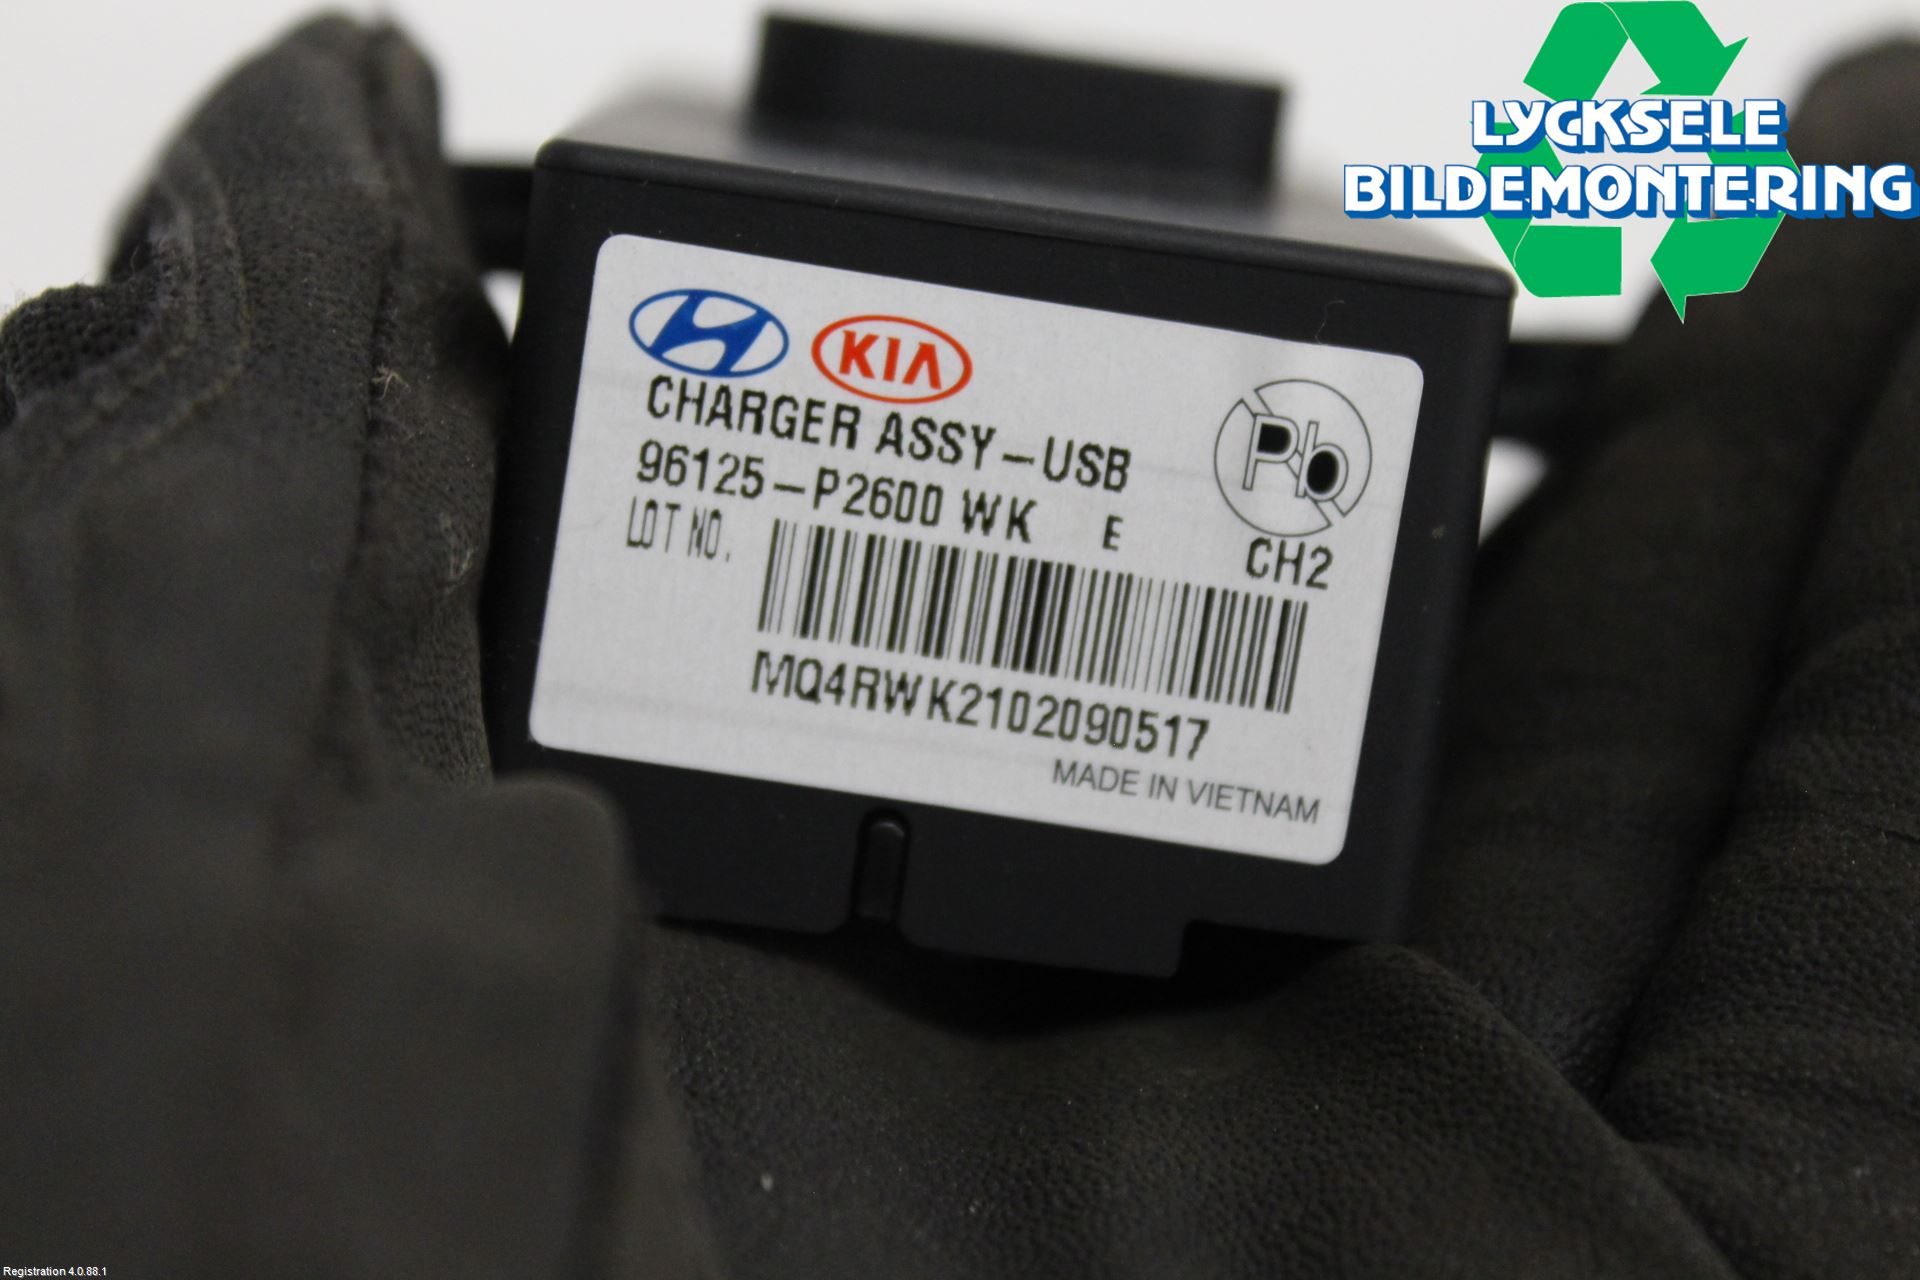 LYCKSELE
BILDEMONTERING
KIA
CHARGER ASSY-USB
96125-P2600 WK E
Pb
LOT NO.
CH2
MQ4RWK2102090517
MADE IN VIETNAM
Registration 4.0.88.1